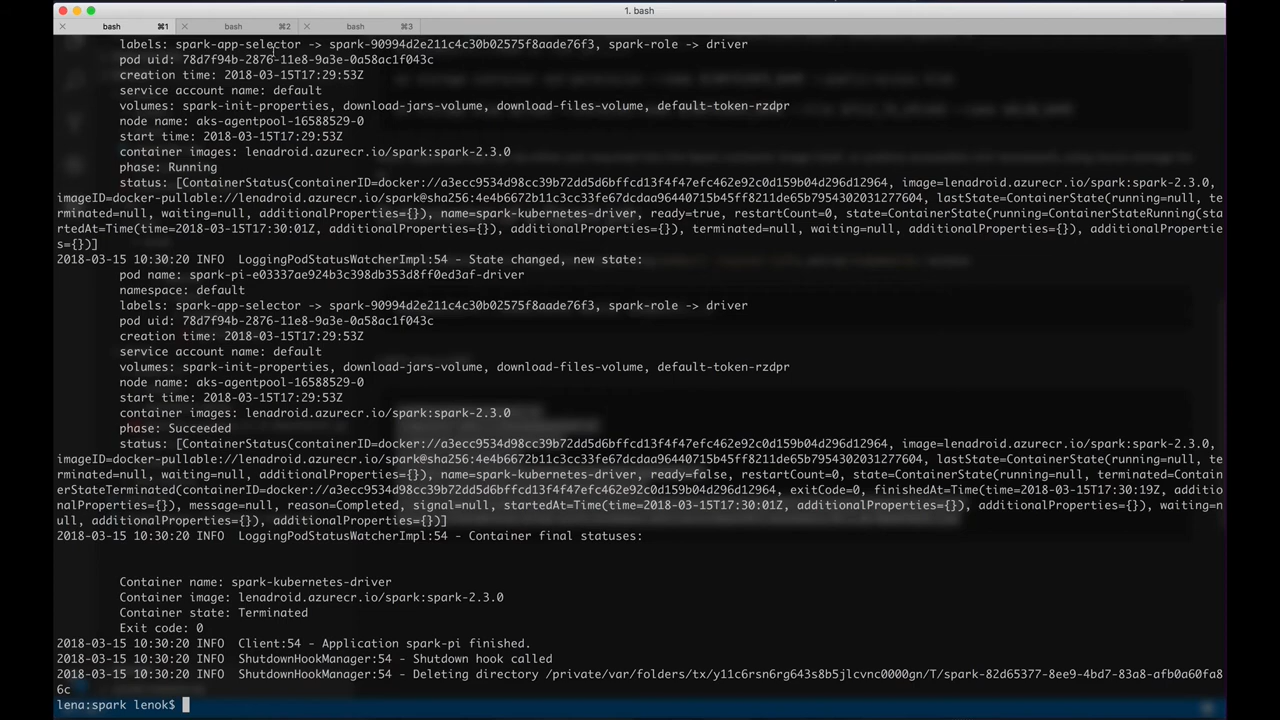 1. bash
bash ⌘1 bash ⌘2 bash ⌘3
labels: spark-app-selector -> spark-90994d2e211c4c30b02575f8aade76f3, spark-role -> driver
pod uid: 78d7f94b-2876-11e8-9a3e-0a58ac1f043c
creation time: 2018-03-15T17:29:53Z
service account name: default
volumes: spark-init-properties, download-jars-volume, download-files-volume, default-token-rzdpr
node name: aks-agentpool-16588529-0
start time: 2018-03-15T17:29:53Z
container images: lenadroid.azurecr.io/spark:spark-2.3.0
phase: Running
status: [ContainerStatus(containerID=docker://a3ecc9534d98cc39b72dd5d6bffcd13f4f47efc462e92c0d159b04d296d12964, image=lenadroid.azurecr.io/spark:spark-2.3.0,
imageID=docker-pullable://lenadroid.azurecr.io/spark@sha256:4e4b6672b3f1c3cc33fe67dcdaa96440715b45ff8211de65b7954302031277604, lastState=ContainerState(running=null, te
rminated=null, waiting=null, additionalProperties={}), name=spark-kubernetes-driver, ready=true, restartCount=0, state=ContainerState(running=ContainerStateRunning(sta
rtedAt=Time(time=2018-03-15T17:30:01Z, additionalProperties={}), additionalProperties={}), terminated=null, waiting=null, additionalProperties={}), additionalPropertie
s={})]
2018-03-15 10:30:20 INFO  LoggingPodStatusWatcherImpl:54 - State changed, new state:
pod name: spark-pi-e03337ae924b3c398db353d8ff0ed3af-driver
namespace: default
labels: spark-app-selector -> spark-90994d2e211c4c30b02575f8aade76f3, spark-role -> driver
pod uid: 78d7f94b-2876-11e8-9a3e-0a58ac1f043c
creation time: 2018-03-15T17:29:53Z
service account name: default
volumes: spark-init-properties, download-jars-volume, download-files-volume, default-token-rzdpr
node name: aks-agentpool-16588529-0
start time: 2018-03-15T17:29:53Z
container images: lenadroid.azurecr.io/spark:spark-2.3.0
phase: Succeeded
status: [ContainerStatus(containerID=docker://a3ecc9534d98cc39b72dd5d6bffcd13f4f47efc462e92c0d159b04d296d12964, image=lenadroid.azurecr.io/spark:spark-2.3.0,
imageID=docker-pullable://lenadroid.azurecr.io/spark@sha256:4e4b6672b3f1c3cc33fe67dcdaa96440715b45ff8211de65b7954302031277604, lastState=ContainerState(running=null, te
rminated=null, waiting=null, additionalProperties={}), name=spark-kubernetes-driver, ready=false, restartCount=0, state=ContainerState(running=null, terminated=Contain
erStateTerminated(containerID=docker://a3ecc9534d98cc39b72dd5d6bffcd13f4f47efc462e92c0d159b04d296d12964, exitCode=0, finishedAt=Time(time=2018-03-15T17:30:19Z, additio
nalProperties={}), message=null, reason=Completed, signal=null, startedAt=Time(time=2018-03-15T17:30:01Z, additionalProperties={}), additionalProperties={}), waiting=n
ull, additionalProperties={}), additionalProperties={})]
2018-03-15 10:30:20 INFO  LoggingPodStatusWatcherImpl:54 - Container final statuses:
Container name: spark-kubernetes-driver
Container image: lenadroid.azurecr.io/spark:spark-2.3.0
Container state: Terminated
Exit code: 0
2018-03-15 10:30:20 INFO  Client:54 - Application spark-pi finished.
2018-03-15 10:30:20 INFO  ShutdownHookManager:54 - Shutdown hook called
2018-03-15 10:30:20 INFO  ShutdownHookManager:54 - Deleting directory /private/var/folders/tx/y11c6rsn6rg643s8b5jlcvnc0000gn/T/spark-82d65377-8ee9-4bd7-83a8-afb0a60fa8
6c
lena:spark lenok$